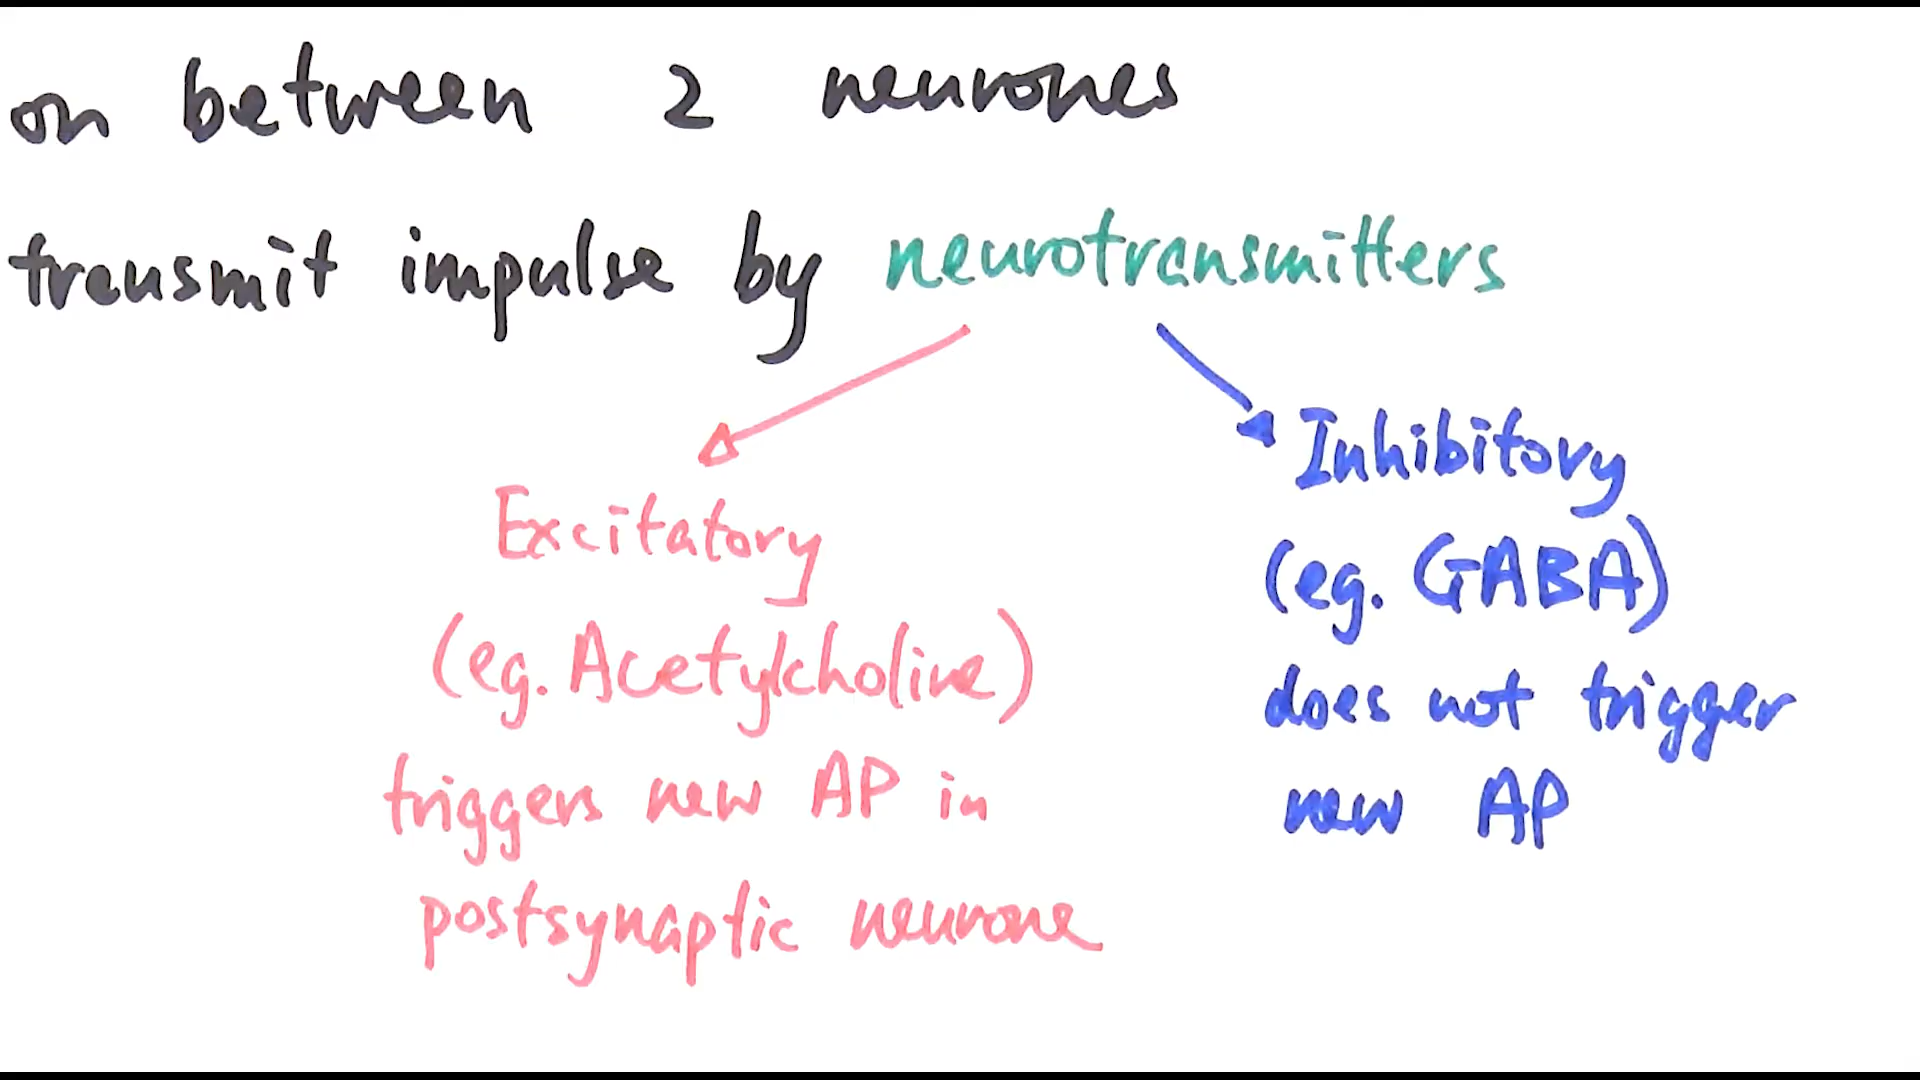 on between 2 neurones
transmit impulse by neurotransmitters
Excitatory
(eg. Acetylcholine)
triggers new AP in
postsynaptic neurone
Inhibitory
(eg. GABA)
does not trigger
new AP